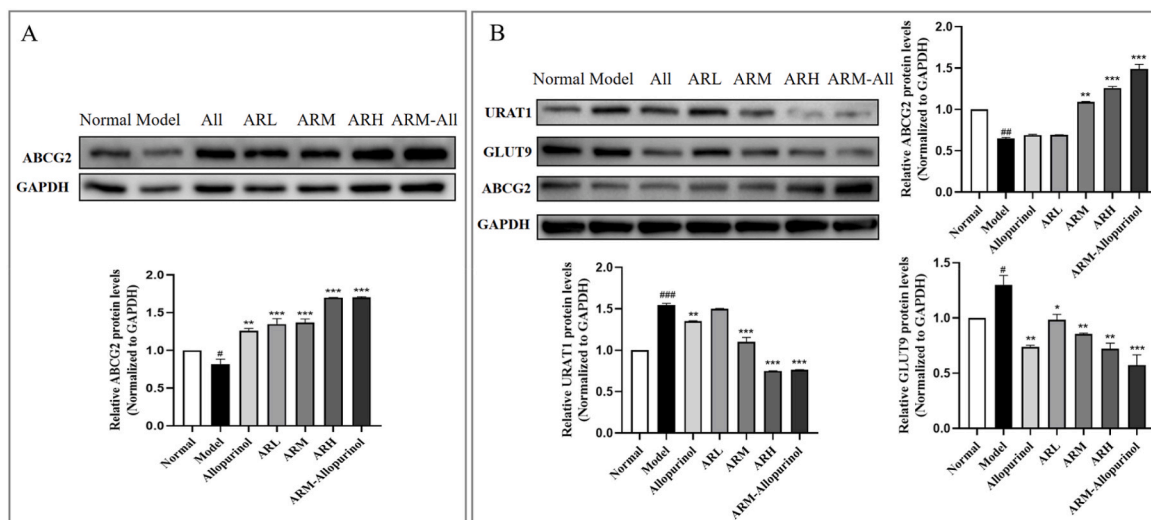 A
Normal Model All ARL ARM ARH ARM-All
ABCG2
GAPDH
Relative ABCG2 protein levels
(Normalized to GAPDH)
2.0
1.5
1.0
0.5
0.0
#
**
***
***
***
***
Normal
Model
Allopurinol
ARL
ARM
ARH
ARM-Allopurinol
B
Normal Model All ARL ARM ARH ARM-All
URAT1
GLUT9
ABCG2
GAPDH
Relative URAT1 protein levels
(Normalized to GAPDH)
2.0
1.5
1.0
0.5
0.0
###
**
***
***
***
Normal
Model
Allopurinol
ARL
ARM
ARH
ARM-Allopurinol
Relative ABCG2 protein levels
(Normalized to GAPDH)
2.0
1.5
1.0
0.5
0.0
##
**
***
***
Normal
Model
Allopurinol
ARL
ARM
ARH
ARM-Allopurinol
Relative GLUT9 protein levels
(Normalized to GAPDH)
1.5
1.0
0.5
0.0
#
**
*
**
**
***
Normal
Model
Allopurinol
ARL
ARM
ARH
ARM-Allopurinol